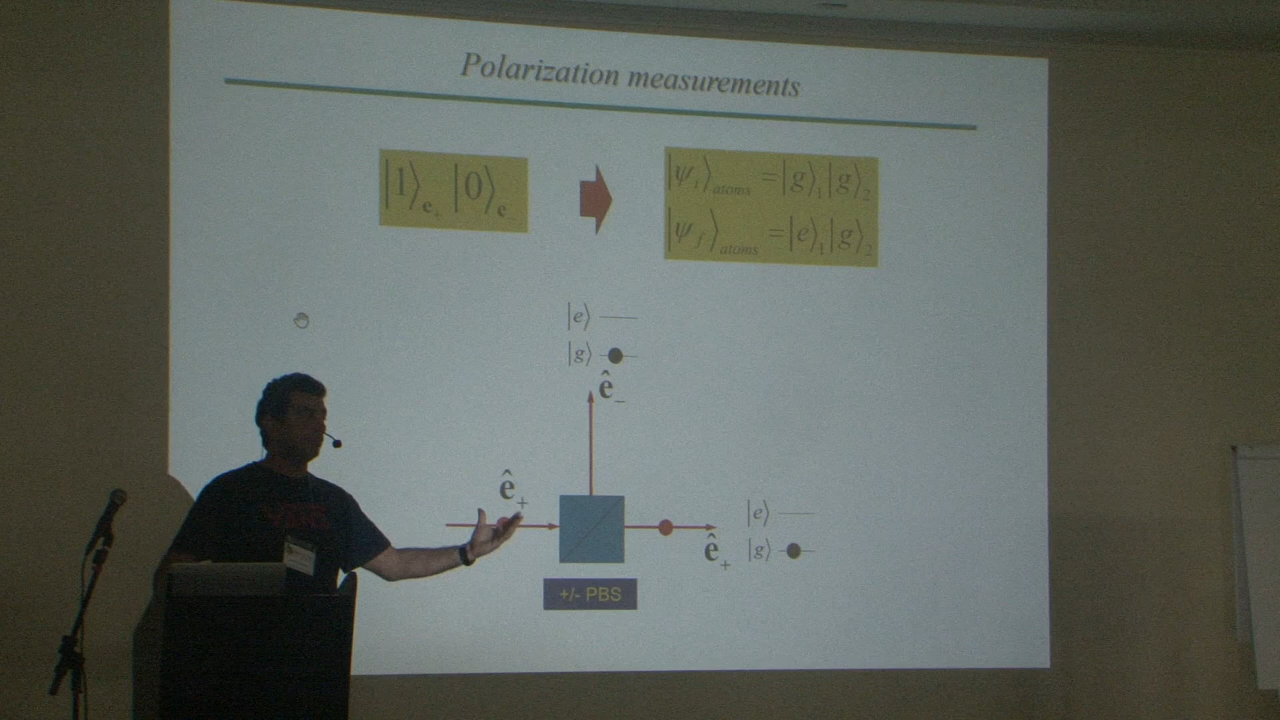 Polarization measurements
|1⟩e₊ |0⟩e₋
|ψᵢ⟩atoms =|g⟩₁|g⟩₂
|ψf⟩atoms =|e⟩₁|g⟩₂
|e⟩
|g⟩
ê₋
ê₊
|e⟩
ê₊
|g⟩
+/- PBS